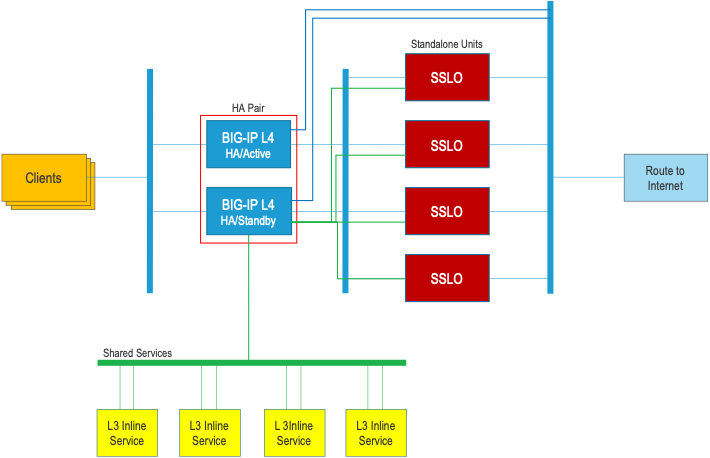 Standalone Units
SSLO
HA Pair
BIG-IP L4
HA/Active
SSLO
Clients
Route to
Internet
BIG-IP L4
HA/Standby
SSLO
SSLO
Shared Services
L3 Inline
Service
L3 Inline
Service
L 3Inline
Service
L3 Inline
Service